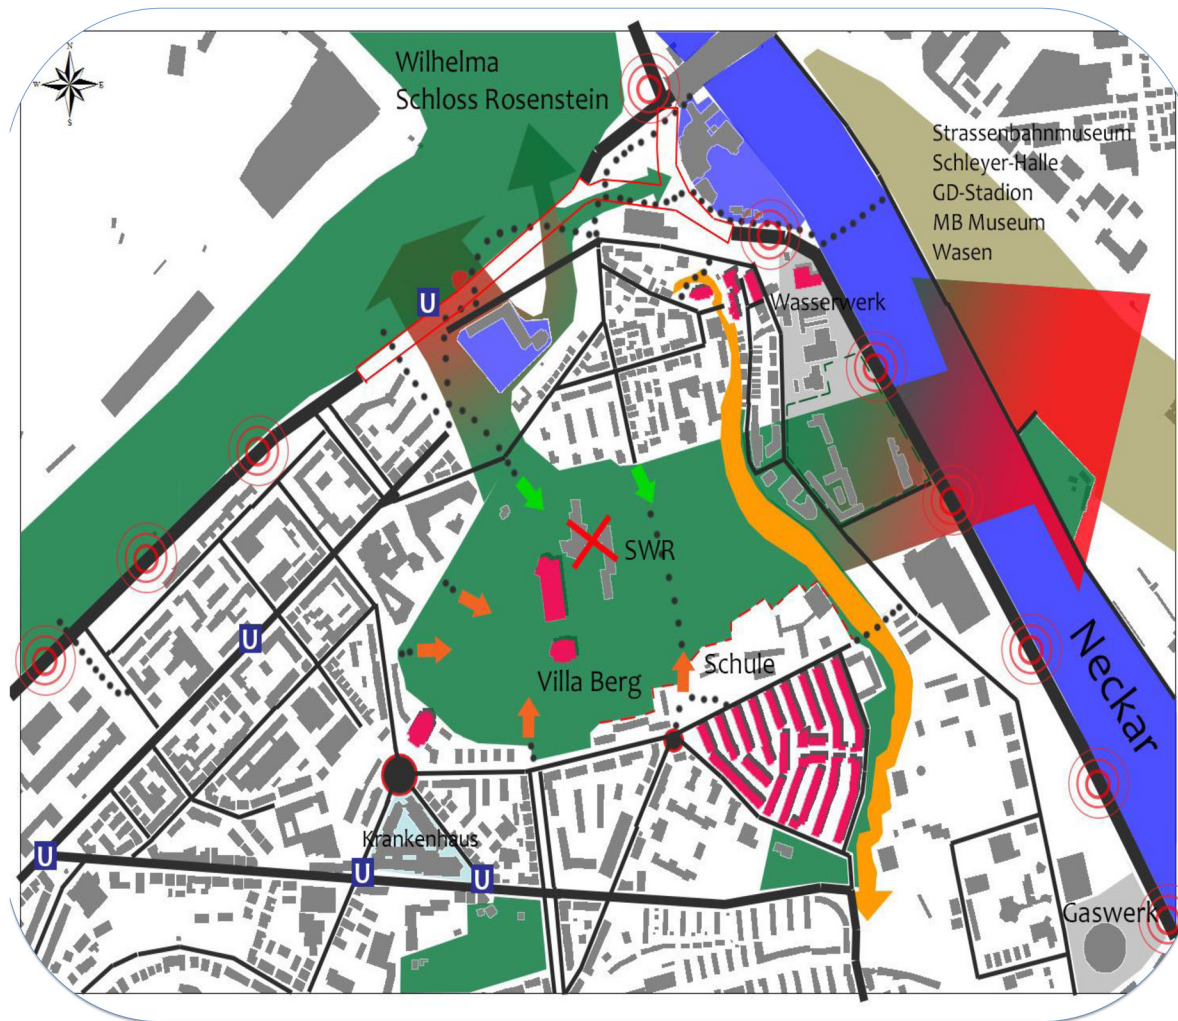 N
W
E
S
Wilhelma
Schloss Rosenstein
Strassenbahnmuseum
Schleyer-Halle
GD-Stadion
MB Museum
Wasen
U
Wasserwerk
SWR
U
Schule
Villa Berg
Neckar
Krankenhaus
U
U
U
Gaswerk